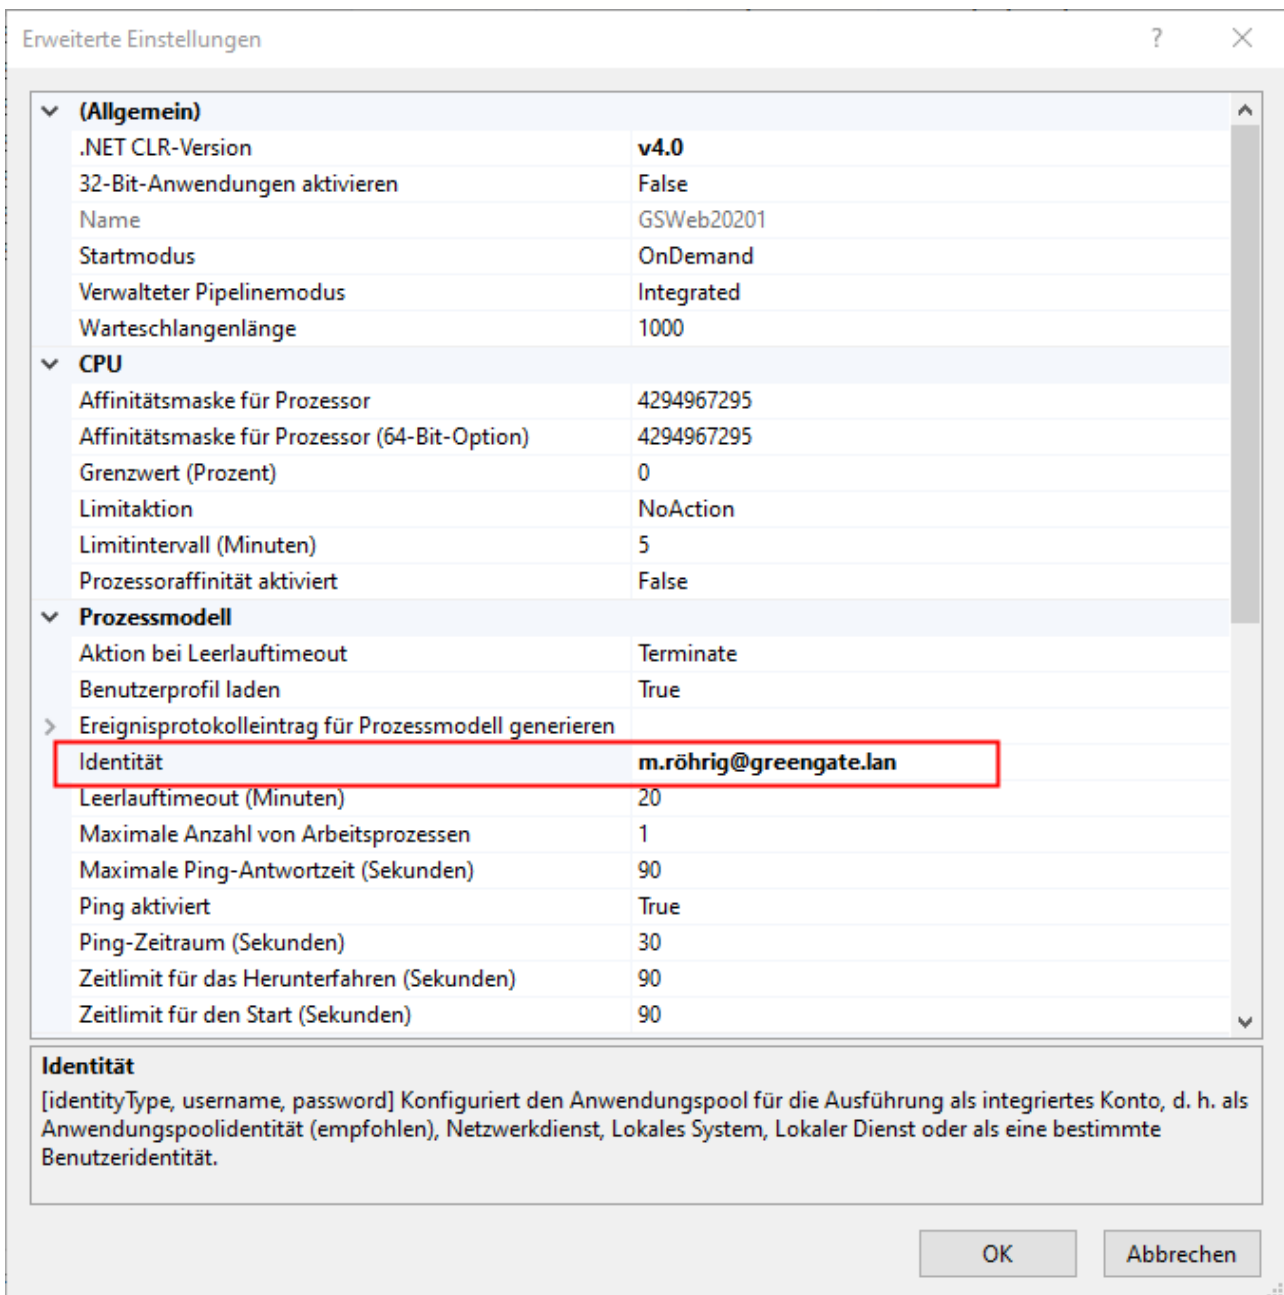 Erweiterte Einstellungen
(Allgemein)
.NET CLR-Version v4.0
32-Bit-Anwendungen aktivieren False
Name GSWeb20201
Startmodus OnDemand
Verwalteter Pipelinemodus Integrated
Warteschlangenlänge 1000
CPU
Affinitätsmaske für Prozessor 4294967295
Affinitätsmaske für Prozessor (64-Bit-Option) 4294967295
Grenzwert (Prozent) 0
Limitaktion NoAction
Limitintervall (Minuten) 5
Prozessoraffinität aktiviert False
Prozessmodell
Aktion bei Leerlauftimeout Terminate
Benutzerprofil laden True
Ereignisprotokolleintrag für Prozessmodell generieren
Identität m.röhrig@greengate.lan
Leerlauftimeout (Minuten) 20
Maximale Anzahl von Arbeitsprozessen 1
Maximale Ping-Antwortzeit (Sekunden) 90
Ping aktiviert True
Ping-Zeitraum (Sekunden) 30
Zeitlimit für das Herunterfahren (Sekunden) 90
Zeitlimit für den Start (Sekunden) 90
Identität
[identityType, username, password] Konfiguriert den Anwendungspool für die Ausführung als integriertes Konto, d. h. als
Anwendungspoolidentität (empfohlen), Netzwerkdienst, Lokales System, Lokaler Dienst oder als eine bestimmte
Benutzeridentität.
OK Abbrechen